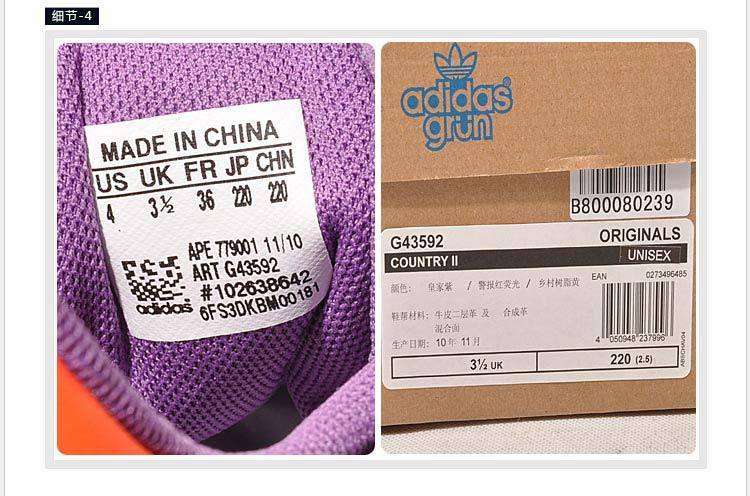 细节-4
MADE IN CHINA
US UK FR JP CHN
4 3½ 36 220 220
APE 779001 11/10
ART G43592
#102638642
adidas 6FS3DKBM00181
adidas®
grün
B800080239
G43592 ORIGINALS
COUNTRY II UNISEX
颜色: 皇家紫 / 警报红荧光 / 乡村树脂黄
EAN 0273496485
鞋帮材料: 牛皮二层革 及 合成革
混合面
生产日期: 10 年 11 月
4 050948 237996
ABSCHAV04
3½ UK 220 (2.5)